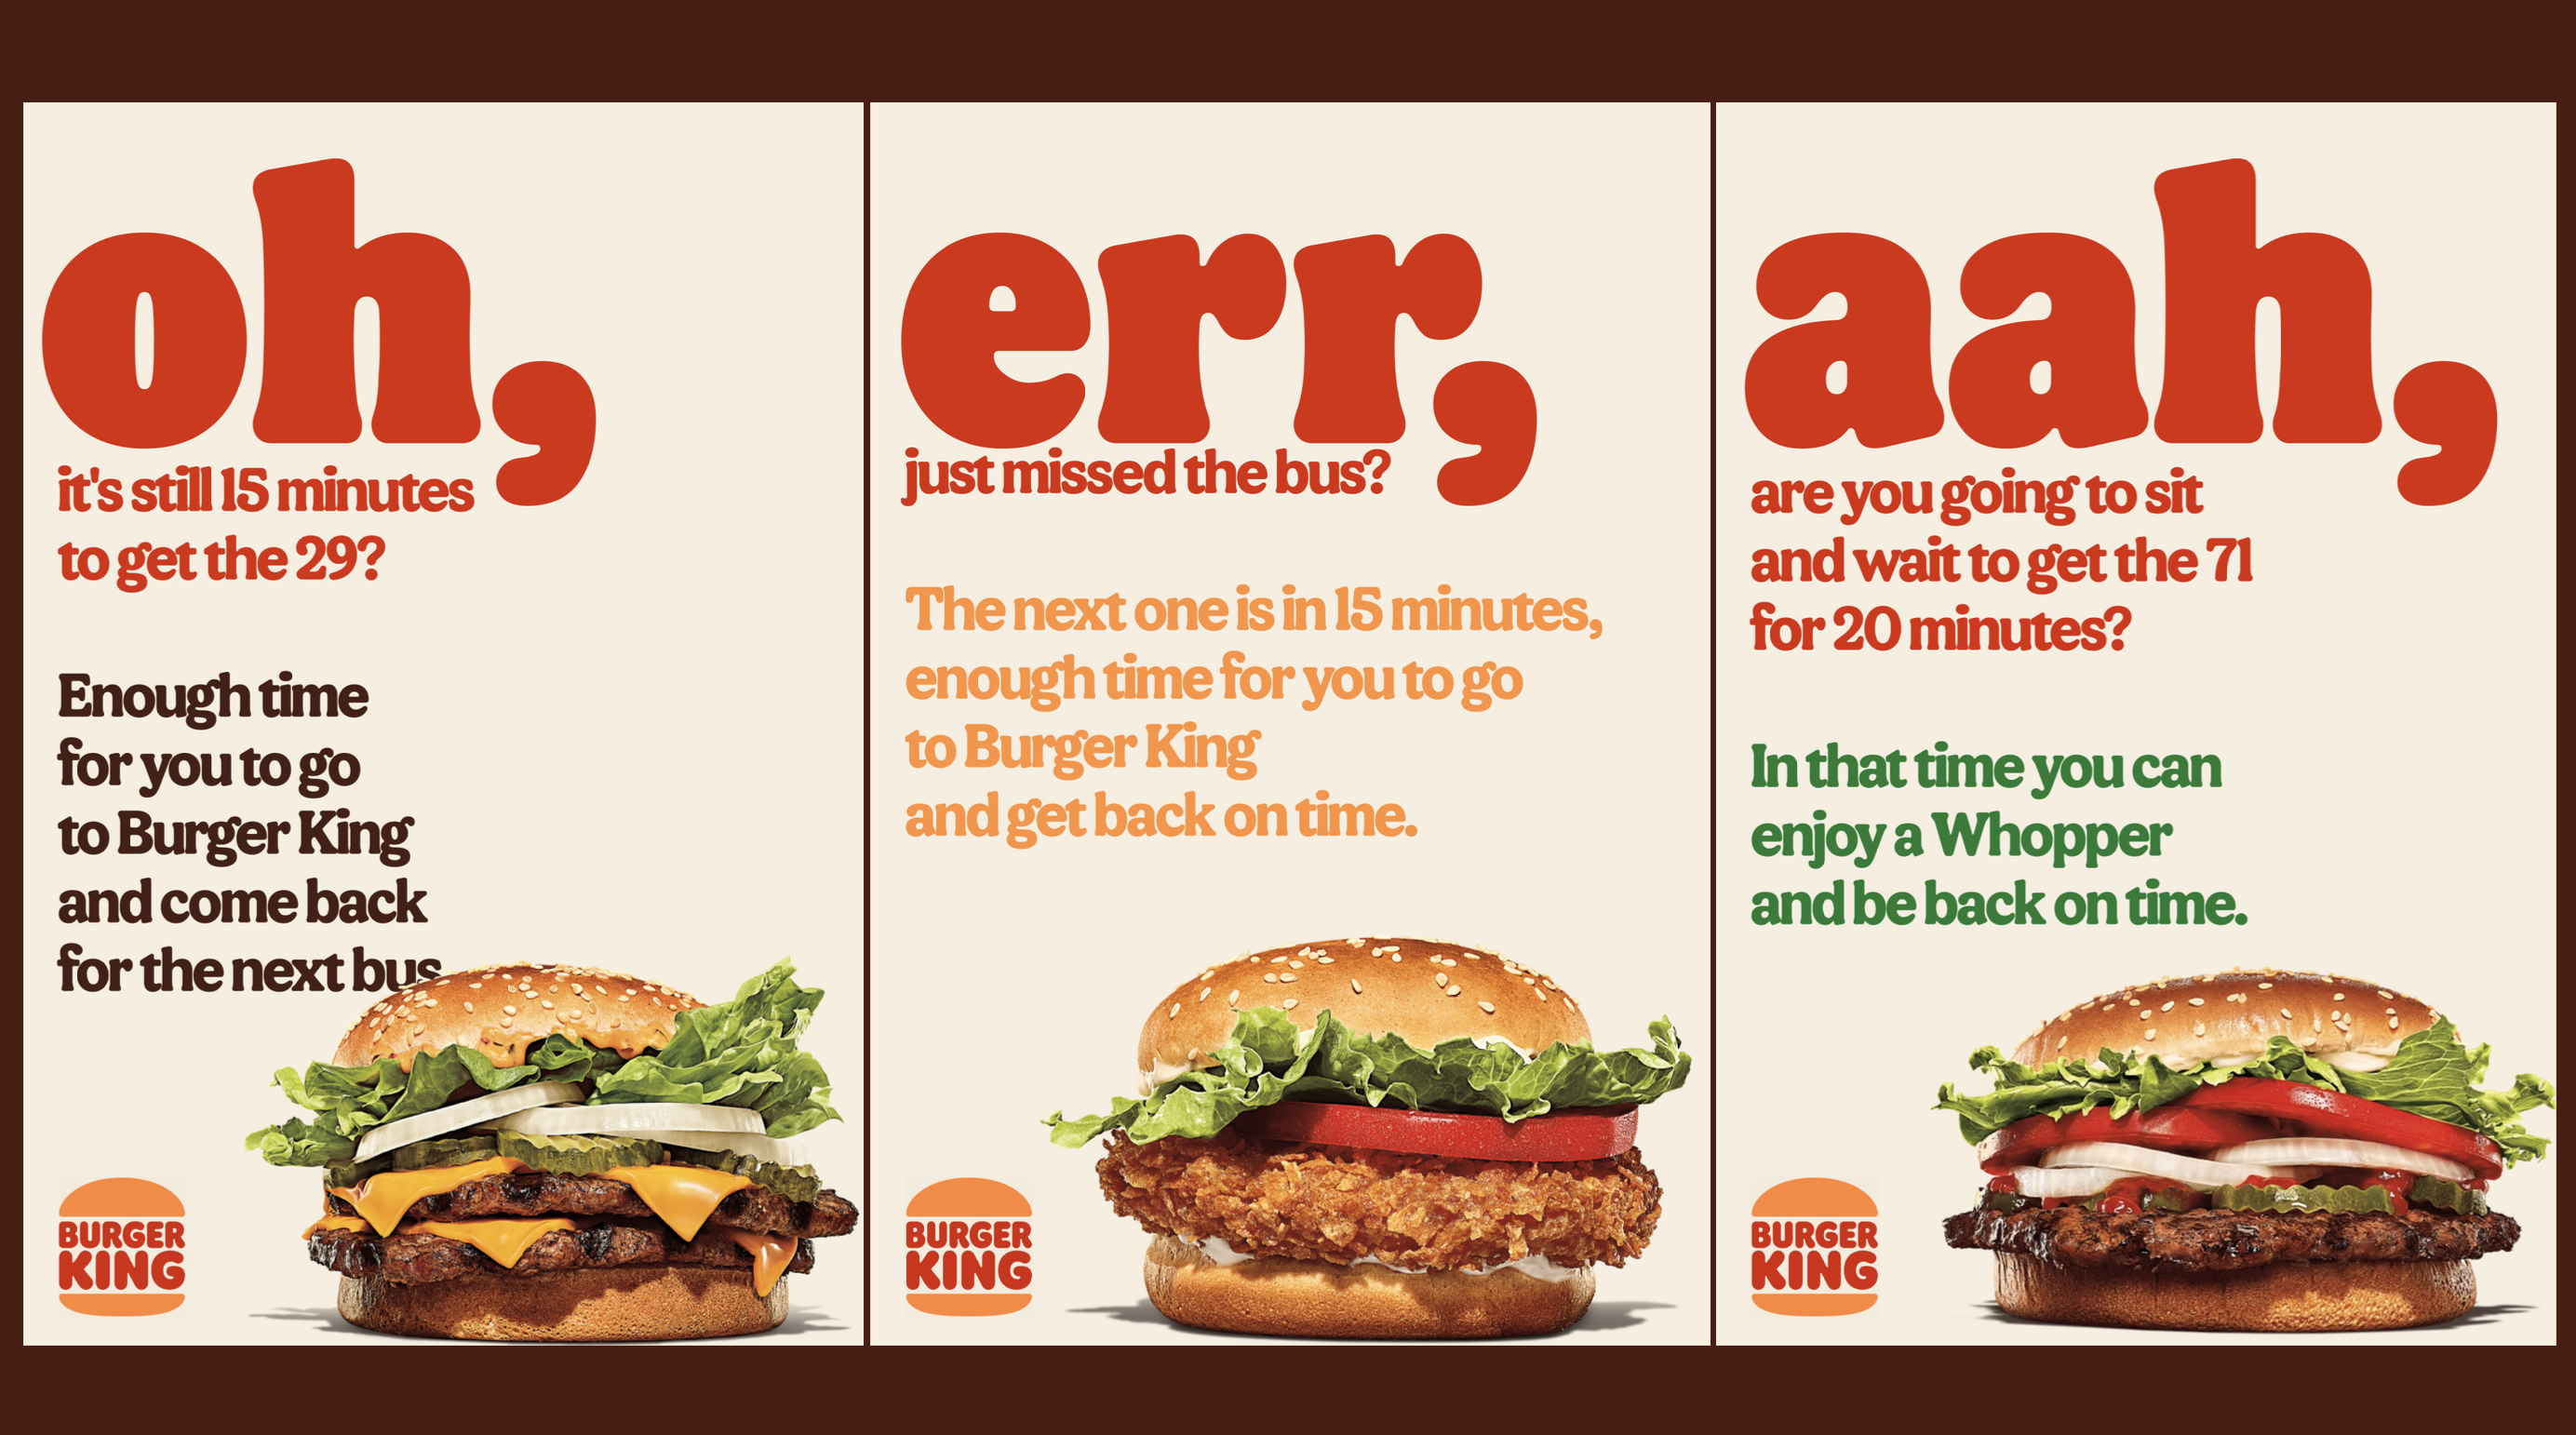 oh,
it's still 15 minutes
to get the 29?
Enough time
for you to go
to Burger King
and come back
for the next bus
BURGER
KING
err,
just missed the bus?
The next one is in 15 minutes,
enough time for you to go
to Burger King
and get back on time.
BURGER
KING
aah,
are you going to sit
and wait to get the 71
for 20 minutes?
In that time you can
enjoy a Whopper
and be back on time.
BURGER
KING